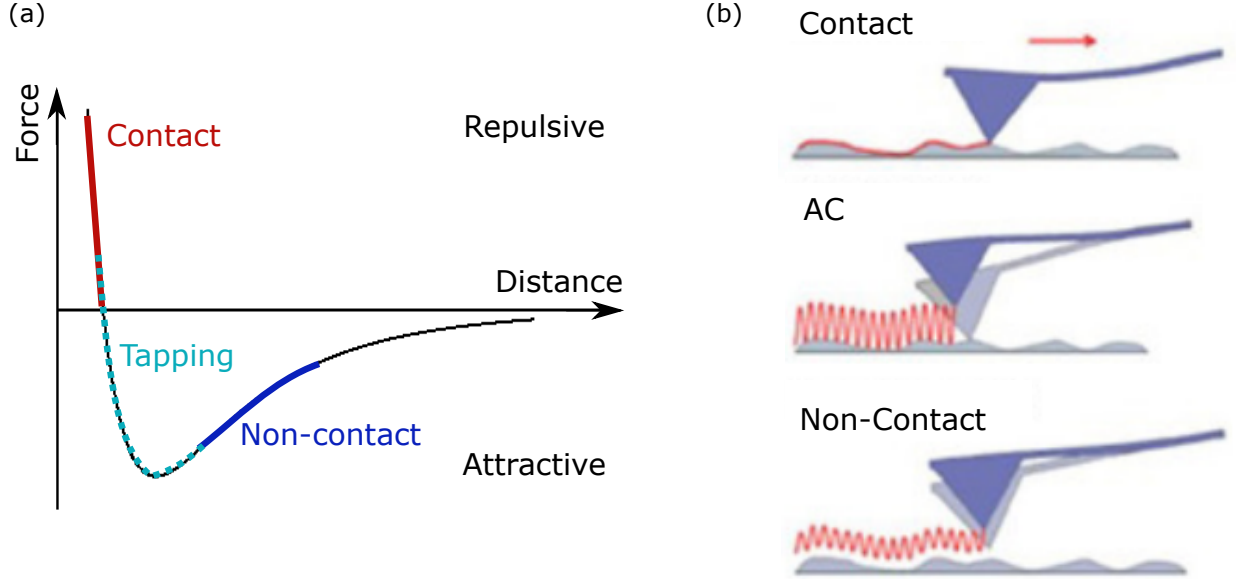 (a)
Force
Contact
Repulsive
Distance
Tapping
Non-contact
Attractive
(b)
Contact
AC
Non-Contact